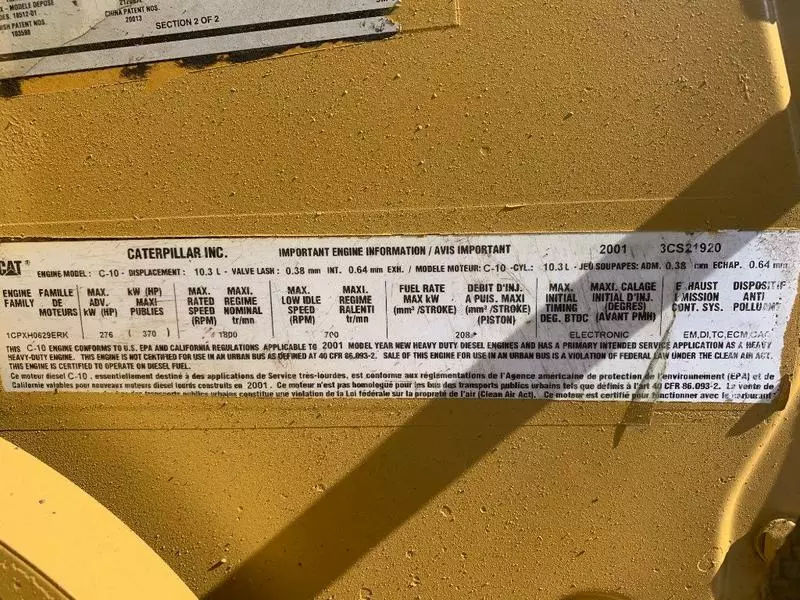 - MODELE DEPOSE
DES. 18512-01
CHINA PATENT NOS.
ISH PATENT NOS. 20013
103580
SECTION 2 OF 2
CATERPILLAR INC. IMPORTANT ENGINE INFORMATION / AVIS IMPORTANT 2001 3CS21920
CAT® ENGINE MODEL: C-10 - DISPLACEMENT: 10.3 L - VALVE LASH: 0.38 mm INT. 0.64 mm EXH. / MODELE MOTEUR: C-10 -CYL.: 10.3 L - JEU SOUPAPES: ADM. 0.38 mm ECHAP. 0.64 mm
ENGINE FAMILLE MAX. kW (HP) MAX. MAXI. MAX. MAXI. FUEL RATE DEBIT D'INJ. MAX. MAXI. CALAGE EXHAUST DISPOSITIF
FAMILY DE ADV. MAXI RATED REGIME LOW IDLE REGIME MAX kW A PUIS. MAXI INITIAL INITIAL D'INJ. EMISSION ANTI
MOTEURS kW (HP) PUBLIES SPEED NOMINAL SPEED RALENTI (mm³ /STROKE) (mm³ /STROKE) TIMING (DEGRES) CONT. SYS. POLLUANT
(RPM) tr/mn (RPM) tr/mn (PISTON) DEG. BTDC (AVANT PMH)
1CPXH0629ERK 276 ( 370 ) 1800 700 208 ELECTRONIC EM,DI,TC,ECM,CAC
THIS C-10 ENGINE CONFORMS TO U.S. EPA AND CALIFORNIA REGULATIONS APPLICABLE TO 2001 MODEL YEAR NEW HEAVY DUTY DIESEL ENGINES AND HAS A PRIMARY INTENDED SERVICE APPLICATION AS A HEAVY
HEAVY-DUTY ENGINE. THIS ENGINE IS NOT CERTIFIED FOR USE IN AN URBAN BUS AS DEFINED AT 40 CFR 86.093-2. SALE OF THIS ENGINE FOR USE IN AN URBAN BUS IS A VIOLATION OF FEDERAL LAW UNDER THE CLEAN AIR ACT.
THIS ENGINE IS CERTIFIED TO OPERATE ON DIESEL FUEL.
Ce moteur diesel C-10 , essentiellement destiné à des applications de Service très-lourdes, est conforme aux réglementations de l'Agence americaine de protection de l'environnement (EPA) et de
Californie valables pour nouveaux moteurs diesel lourds construits en 2001 . Ce moteur n'est pas homologué pour les bus des transports publics urbains tels que définis à l'art 40 CFR 86.093-2. La vente de
transports publics urbains constitue une violation de la Loi fédérale sur la propreté de l'air (Clean Air Act). Ce moteur est certifié pour fonctionner avec le carburant